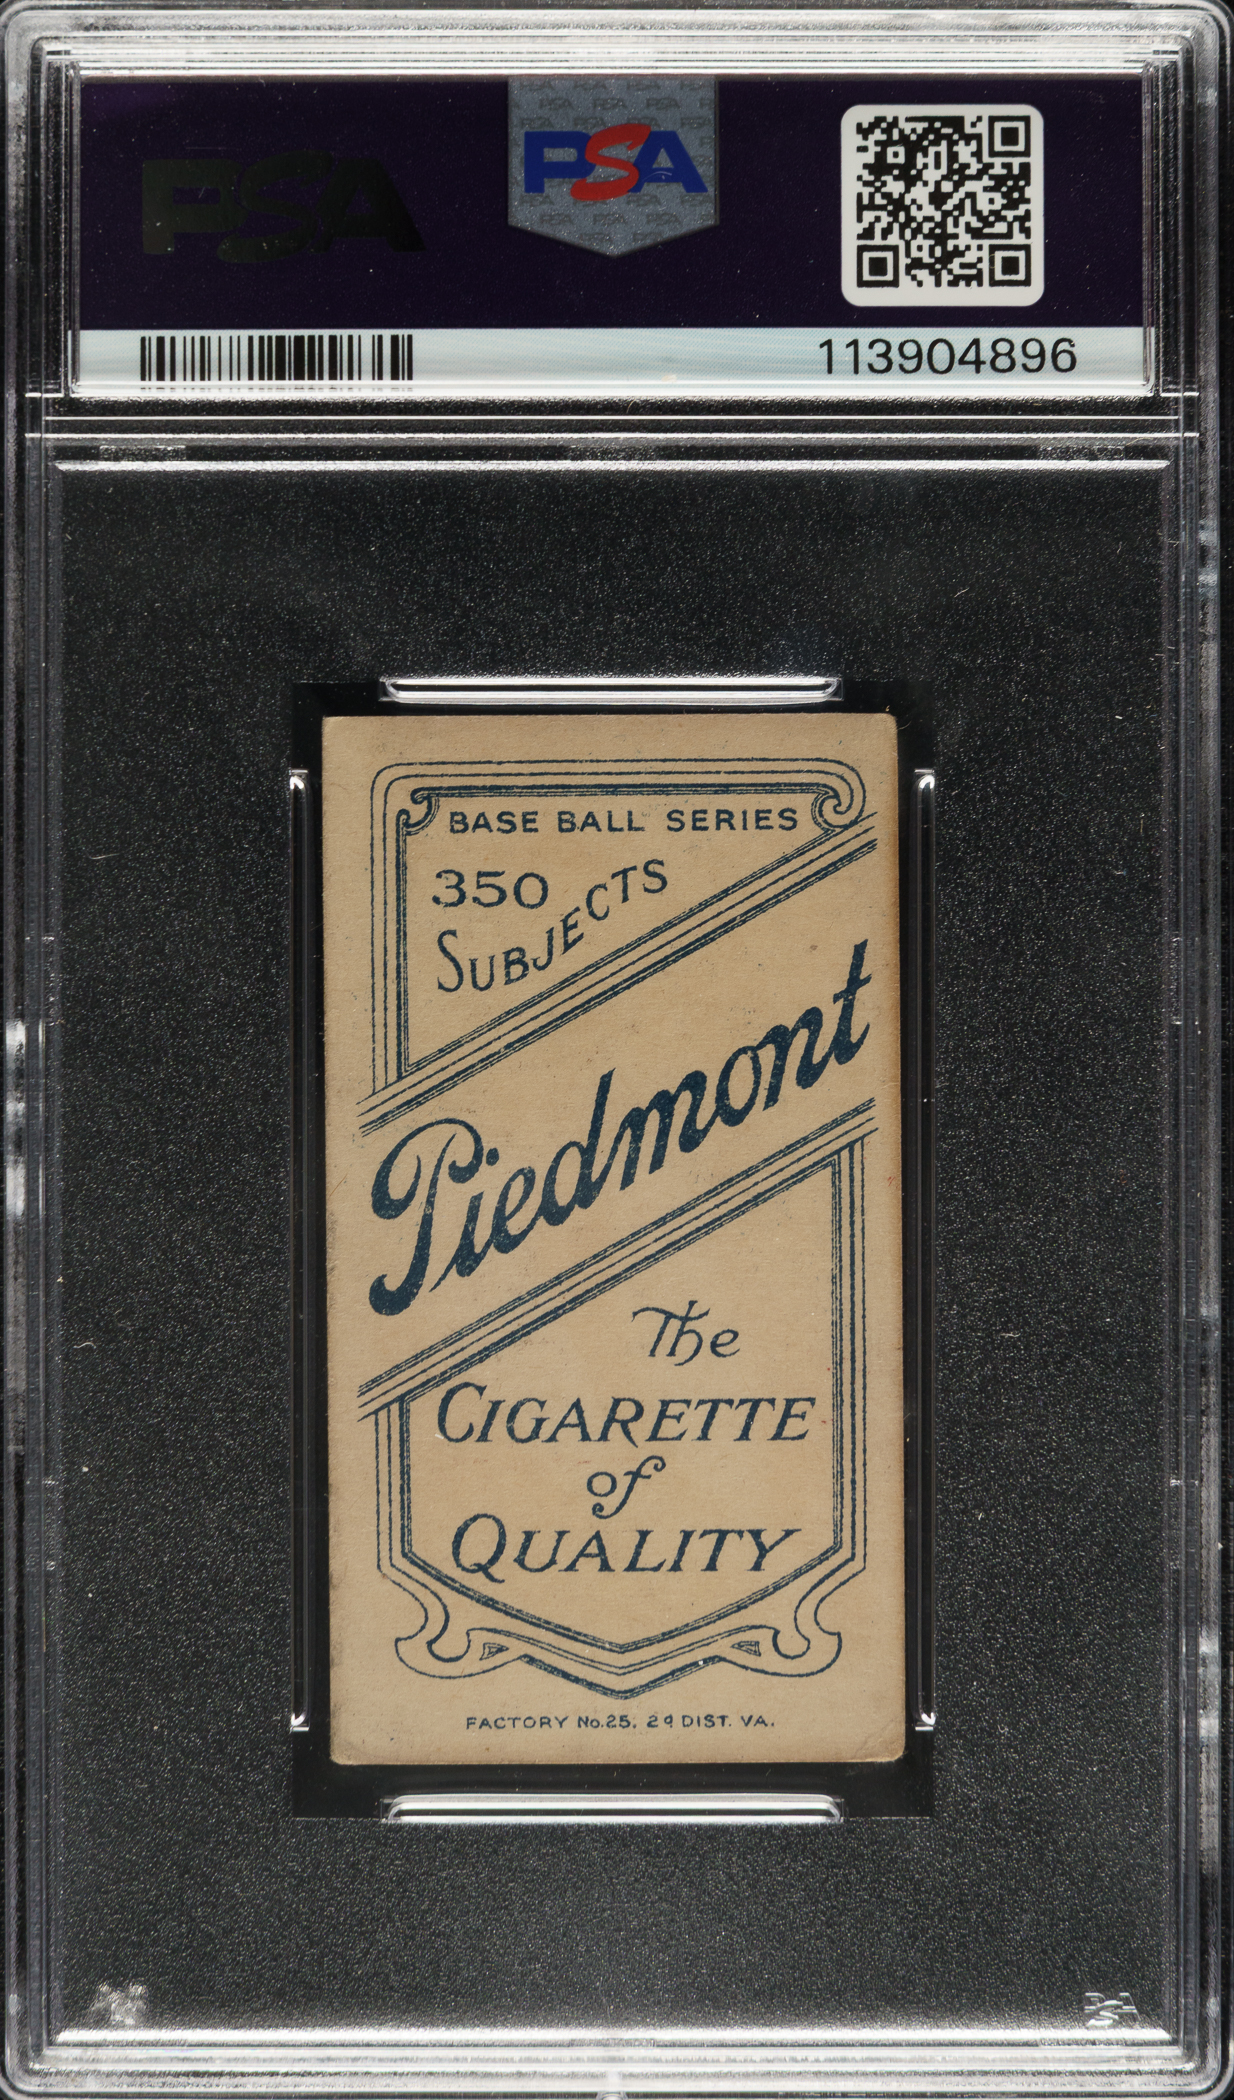 PSA
PSA
113904896
BASE BALL SERIES
350
SUBJECTS
Piedmont
The
CIGARETTE
of
QUALITY
FACTORY No. 25, 2d DIST. VA.
PSA